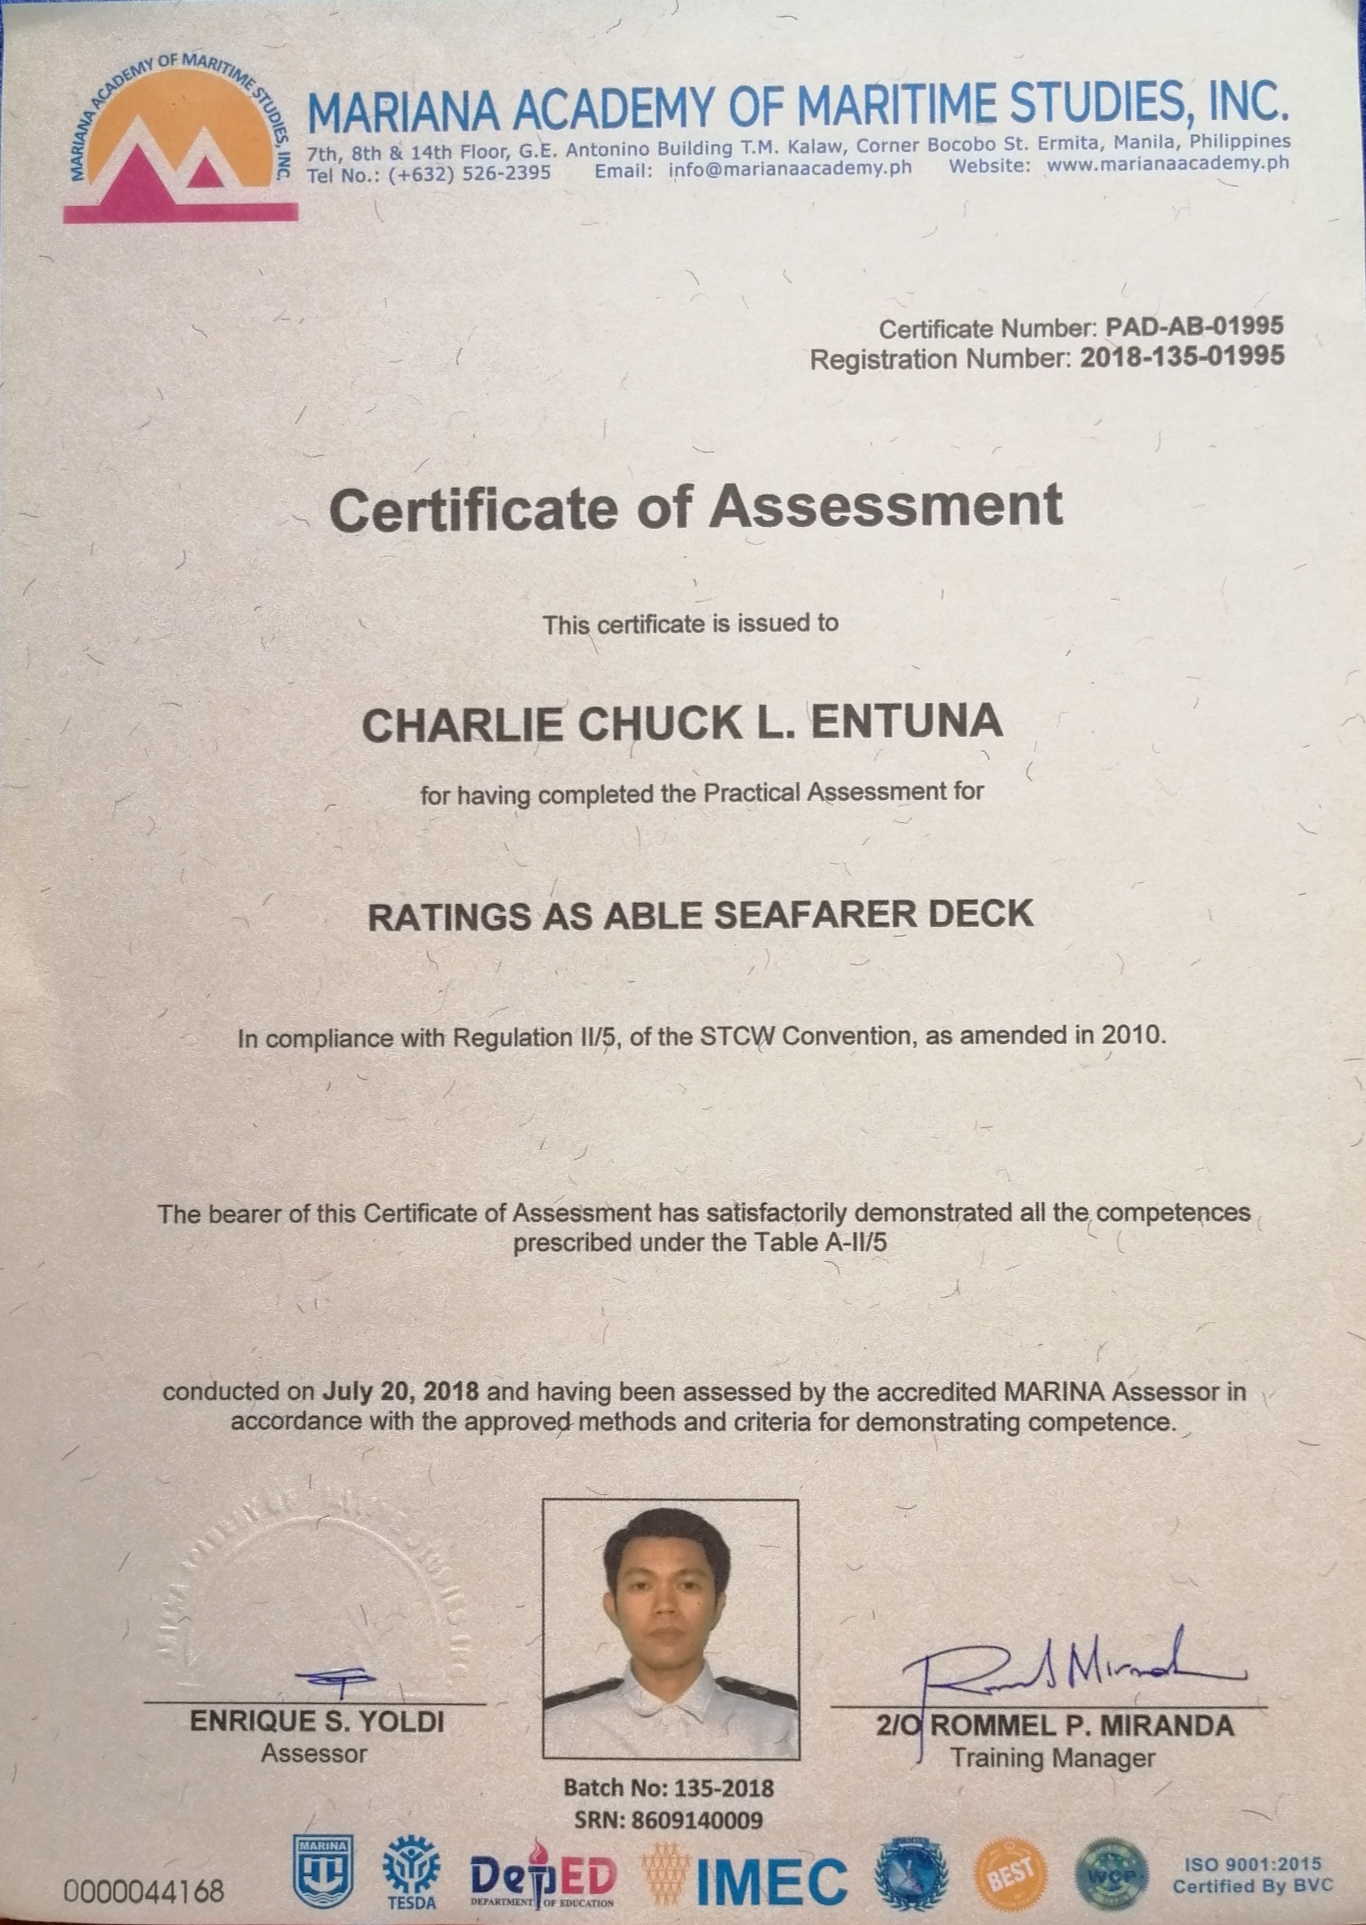 MARIANA ACADEMY OF MARITIME STUDIES, INC.
MARIANA ACADEMY OF MARITIME STUDIES, INC.
7th, 8th & 14th Floor, G.E. Antonino Building T.M. Kalaw, Corner Bocobo St. Ermita, Manila, Philippines
Tel No.: (+632) 526-2395 Email: info@marianaacademy.ph Website: www.marianaacademy.ph
Certificate Number: PAD-AB-01995
Registration Number: 2018-135-01995
Certificate of Assessment
This certificate is issued to
CHARLIE CHUCK L. ENTUNA
for having completed the Practical Assessment for
RATINGS AS ABLE SEAFARER DECK
In compliance with Regulation II/5, of the STCW Convention, as amended in 2010.
The bearer of this Certificate of Assessment has satisfactorily demonstrated all the competences
prescribed under the Table A-II/5
conducted on July 20, 2018 and having been assessed by the accredited MARINA Assessor in
accordance with the approved methods and criteria for demonstrating competence.
ENRIQUE S. YOLDI
Assessor
2/O ROMMEL P. MIRANDA
Training Manager
Batch No: 135-2018
SRN: 8609140009
0000044168
MARINA
TESDA
DepED
DEPARTMENT OF EDUCATION
IMEC
BEST
WCP
ISO 9001:2015
Certified By BVC